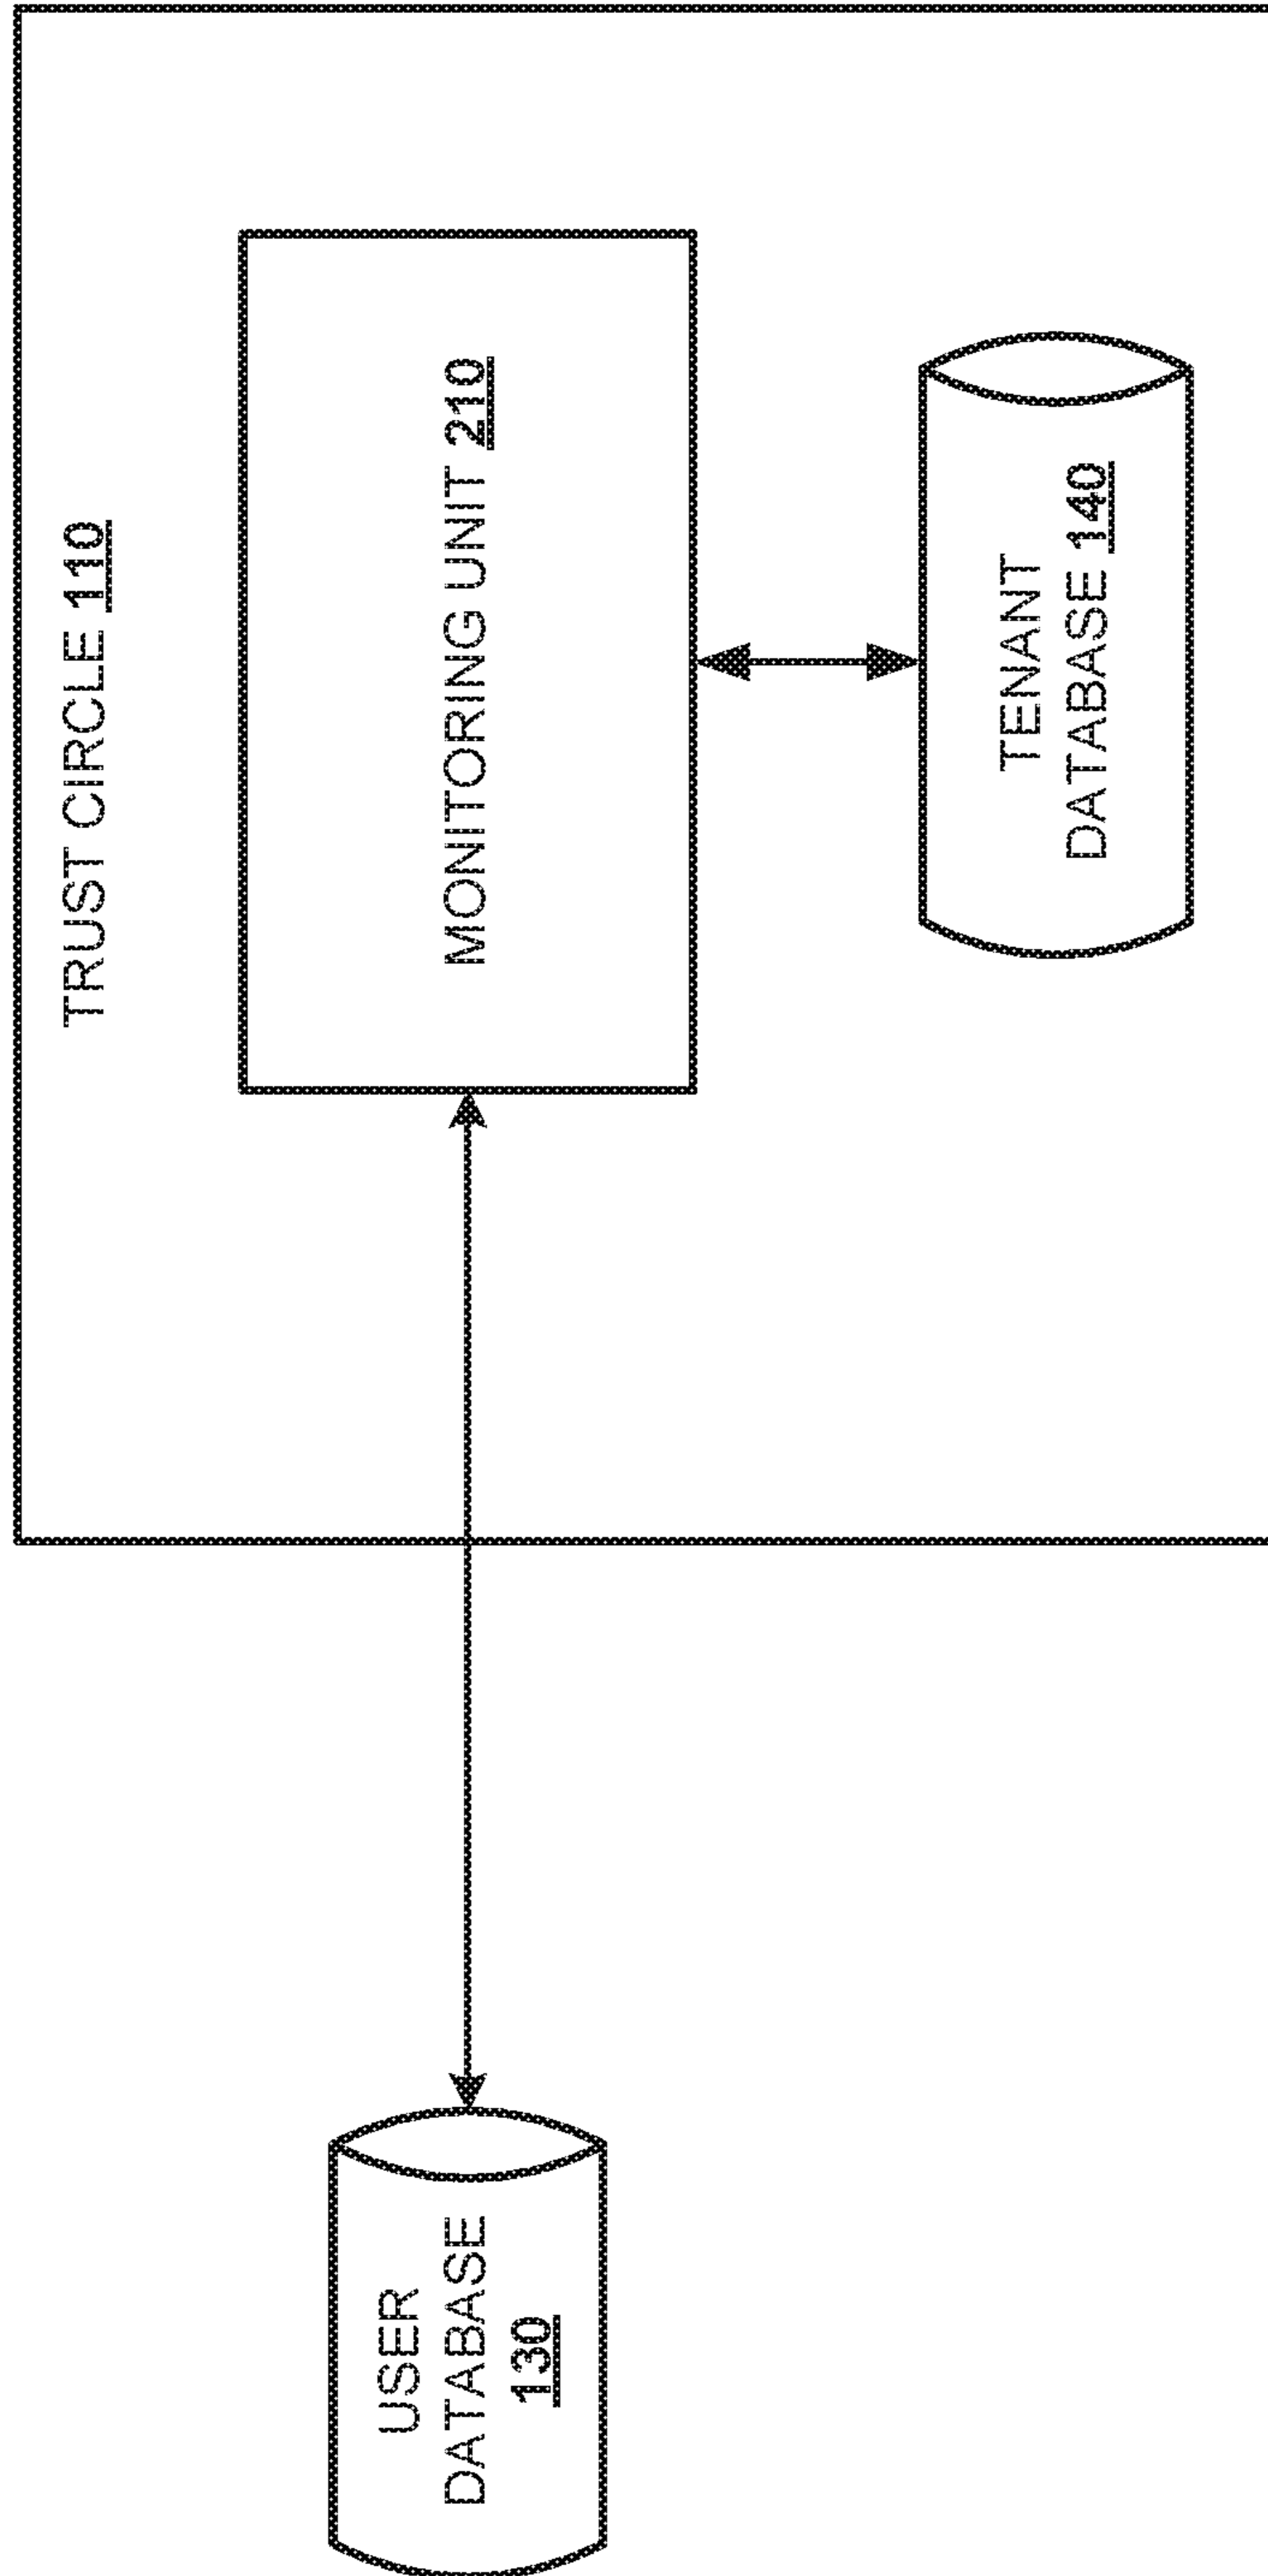 TRUST CIRCLE 110
MONITORING UNIT 210
USER
DATABASE
130
TENANT
DATABASE 140